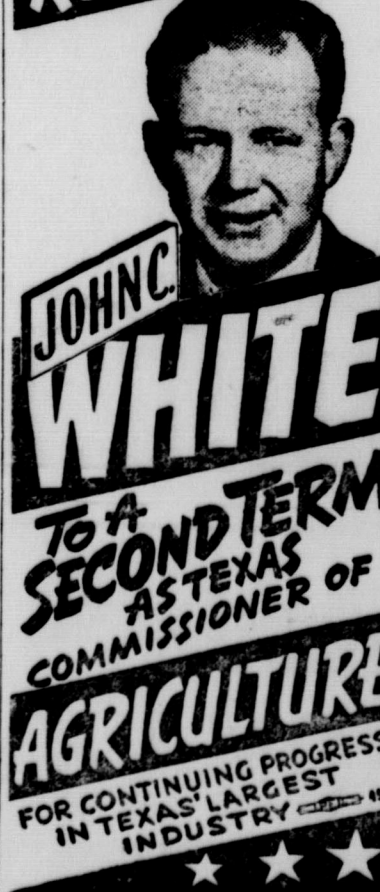 JOHN C.
WHITE
TO A
SECOND TERM
AS TEXAS
COMMISSIONER OF
AGRICULTURE
FOR CONTINUING PROGRESS
IN TEXAS' LARGEST
INDUSTRY